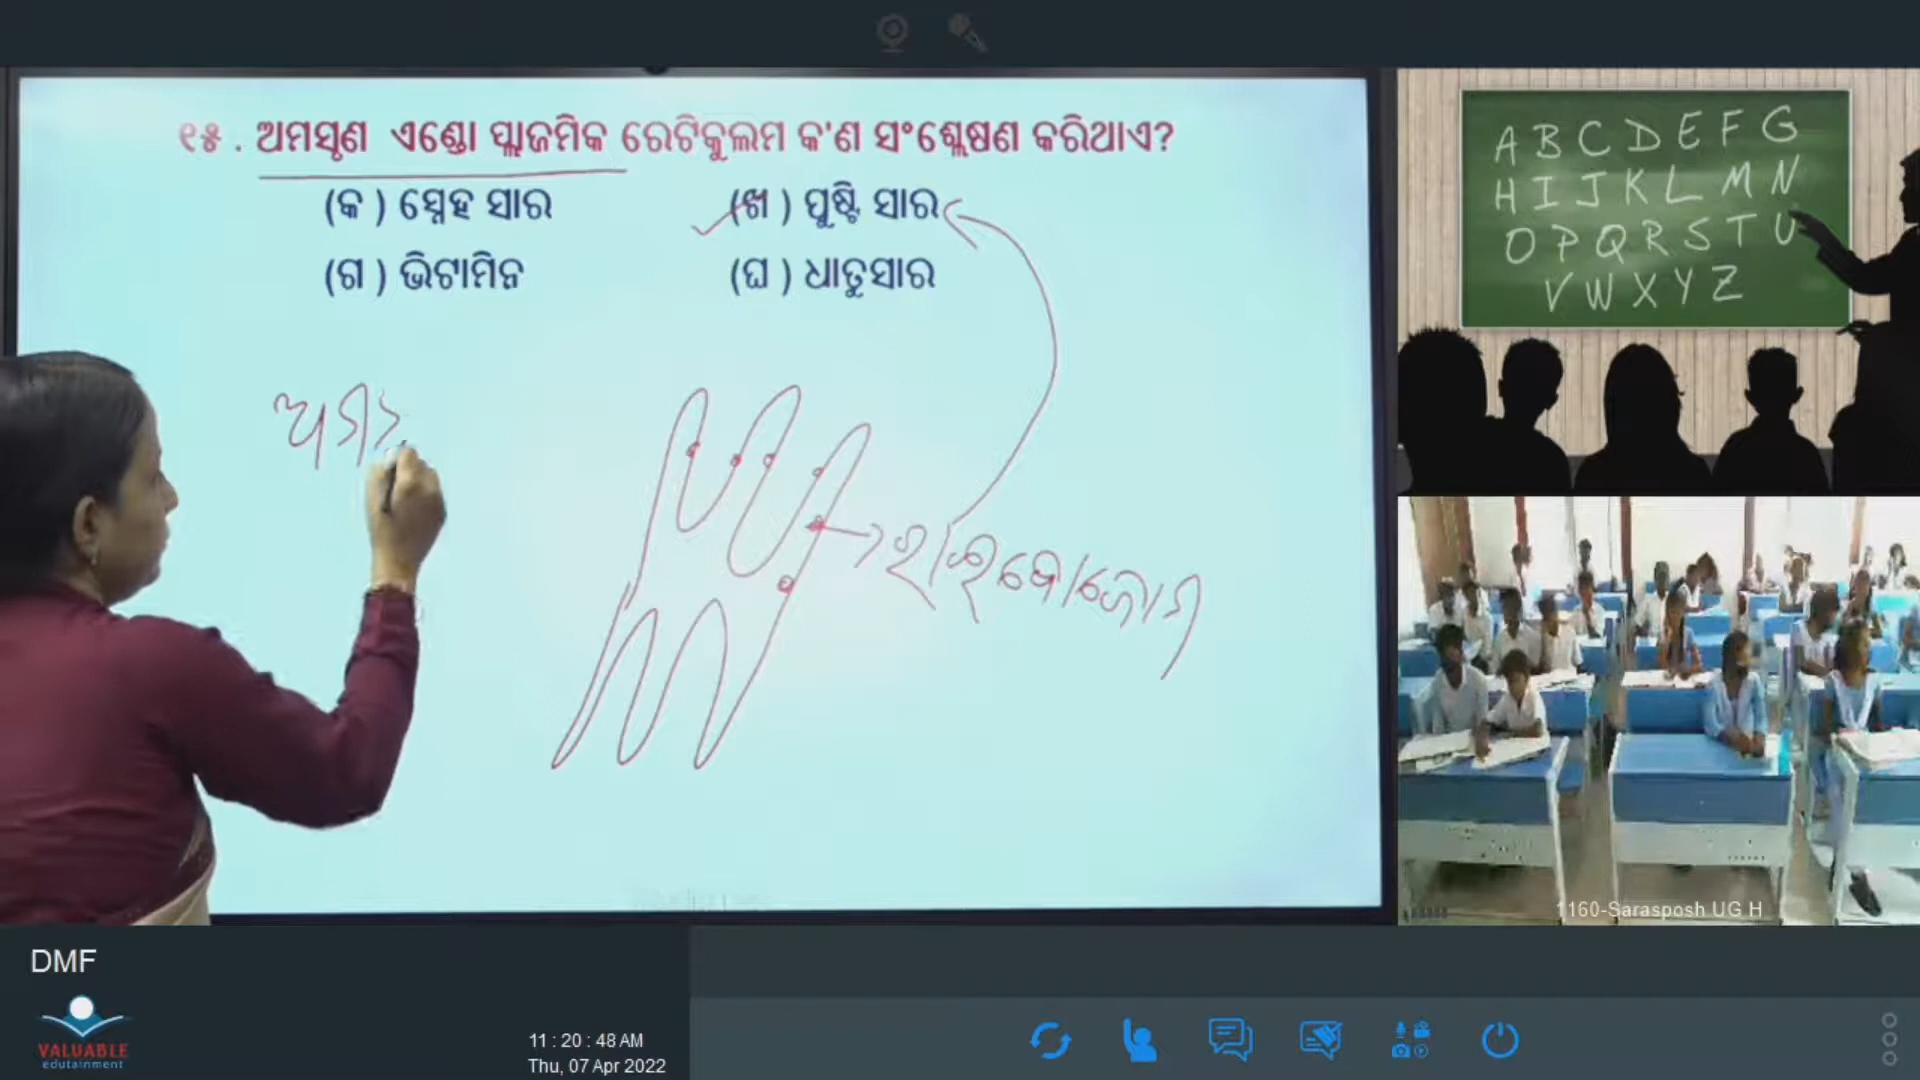 ୧୫ . ଅମସୃଣ ଏଣ୍ଡୋ ପ୍ଲାଜମିକ ରେଟିକୁଲମ କ'ଣ ସଂଶ୍ଳେଷଣ କରିଥାଏ?
(କ ) ସ୍ନେହ ସାର (ଖ ) ପୁଷ୍ଟି ସାର
(ଗ ) ଭିଟାମିନ (ଘ ) ଧାତୁସାର
ଅମସ
ରାଇବୋଜୋମ
A B C D E F G
H I J K L M N
O P Q R S T U
V W X Y Z
1160-Sarasposh UG H
DMF
VALUABLE
edutainment
11 : 20 : 48 AM
Thu, 07 Apr 2022